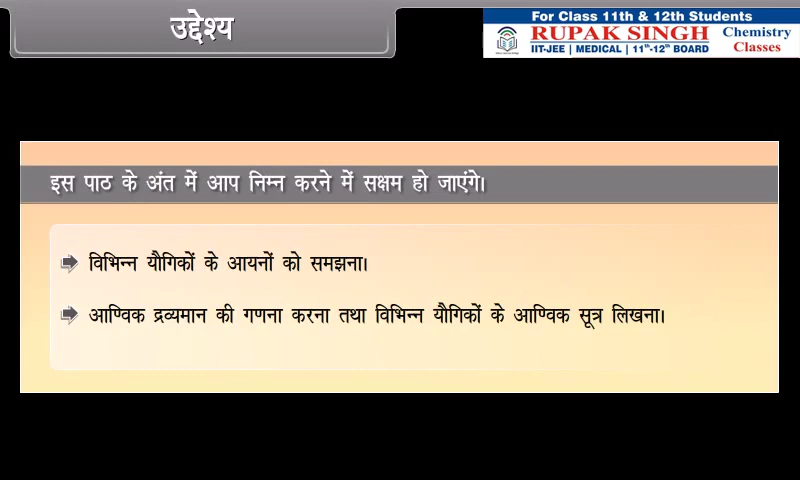 उद्देश्य
For Class 11th & 12th Students
RUPAK SINGH
IIT-JEE | MEDICAL | 11th-12th BOARD
Chemistry
Classes
इस पाठ के अंत में आप निम्न करने में सक्षम हो जाएंगे।
विभिन्न यौगिकों के आयनों को समझना।
आण्विक द्रव्यमान की गणना करना तथा विभिन्न यौगिकों के आण्विक सूत्र लिखना।